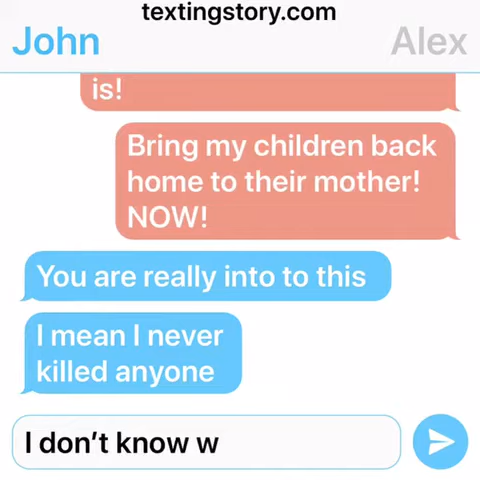 textingstory.com
John
Alex
is!
Bring my children back
home to their mother!
NOW!
You are really into to this
I mean I never
killed anyone
I don't know w